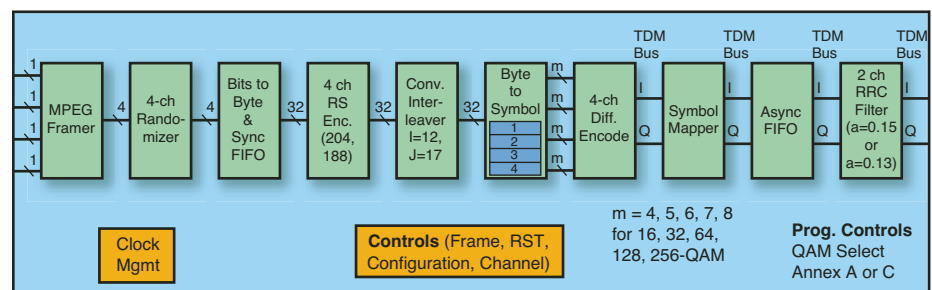 1
1
1
1
MPEG
Framer
4
4-ch
Rando-
mizer
4
Bits to
Byte
&
Sync
FIFO
32
4 ch
RS
Enc.
(204,
188)
32
Conv.
Inter-
leaver
I=12,
J=17
32
Byte
to
Symbol
1
2
3
4
m
m
m
m
4-ch
Diff.
Encode
TDM
Bus
I
Q
Symbol
Mapper
TDM
Bus
I
Q
Async
FIFO
TDM
Bus
I
Q
2 ch
RRC
Filter
(a=0.15
or
a=0.13)
TDM
Bus
I
Q
Clock
Mgmt
Controls (Frame, RST,
Configuration, Channel)
m = 4, 5, 6, 7, 8
for 16, 32, 64,
128, 256-QAM
Prog. Controls
QAM Select
Annex A or C